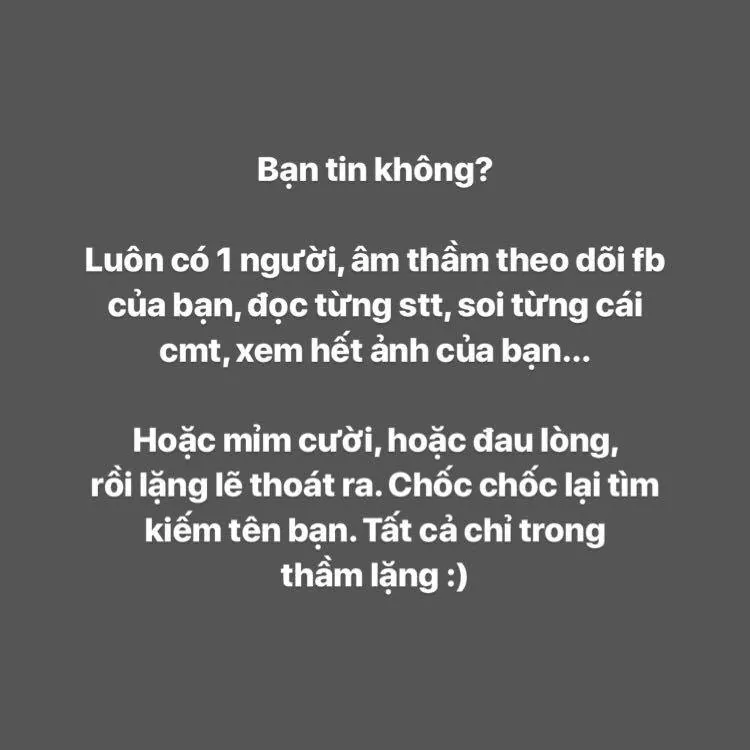 Bạn tin không?
Luôn có 1 người, âm thầm theo dõi fb
của bạn, đọc từng stt, soi từng cái
cmt, xem hết ảnh của bạn...
Hoặc mỉm cười, hoặc đau lòng,
rồi lặng lẽ thoát ra. Chốc chốc lại tìm
kiếm tên bạn. Tất cả chỉ trong
thầm lặng :)